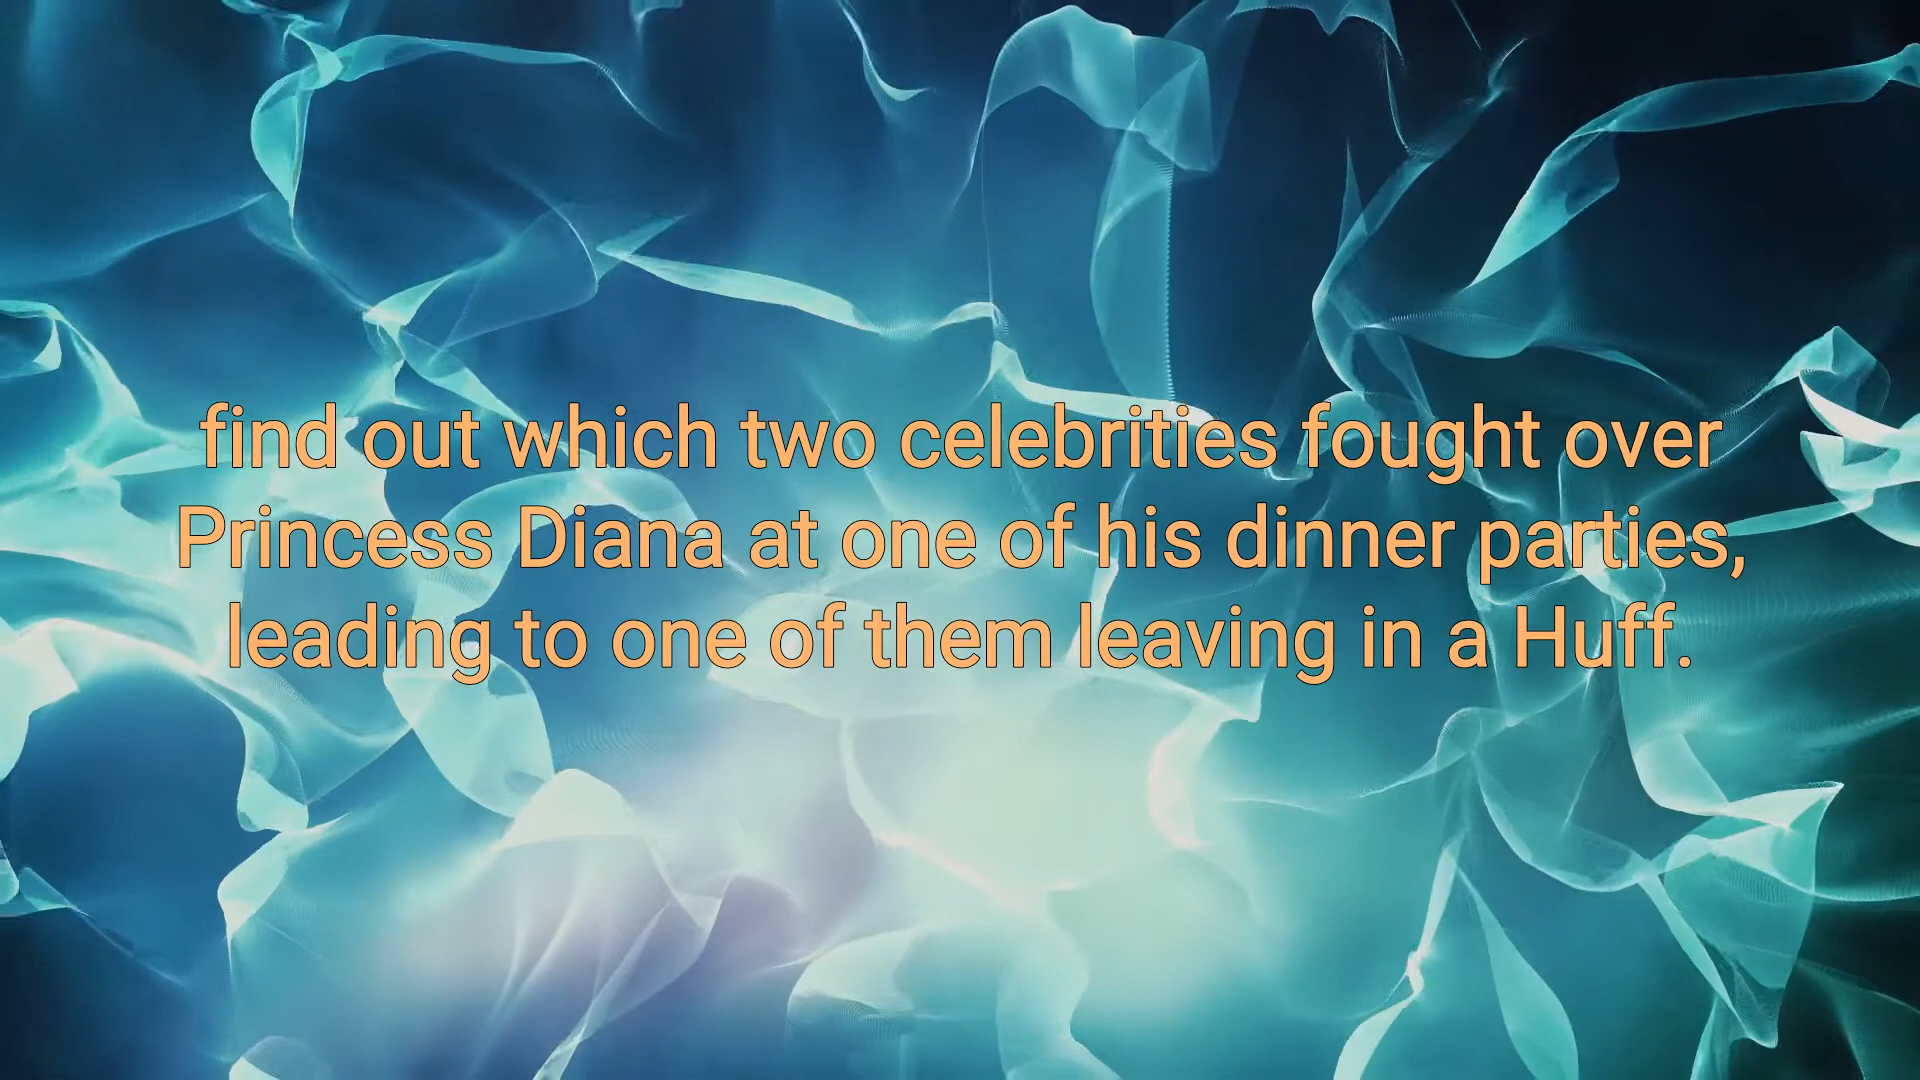 find out which two celebrities fought over
Princess Diana at one of his dinner parties,
leading to one of them leaving in a Huff.